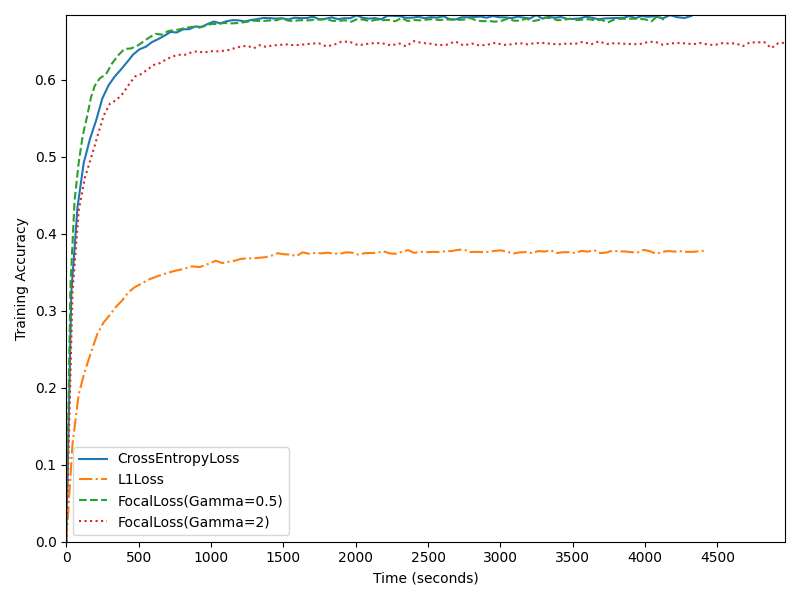 0.6
0.5
0.4
0.3
0.2
0.1
0.0
Training Accuracy
CrossEntropyLoss
L1Loss
FocalLoss(Gamma=0.5)
FocalLoss(Gamma=2)
0 500 1000 1500 2000 2500 3000 3500 4000 4500
Time (seconds)